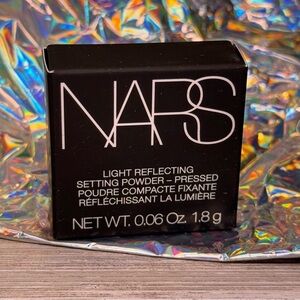 NARS
LIGHT REFLECTING
SETTING POWDER – PRESSED
POUDRE COMPACTE FIXANTE
RÉFLÉCHISSANT LA LUMIÈRE
NET WT. 0.06 Oz. 1.8 g